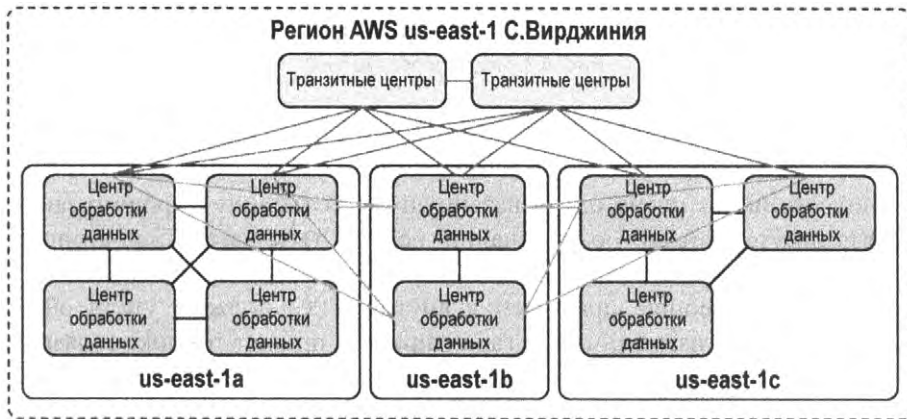 Регион AWS us-east-1 С.Вирджиния
Транзитные центры
Транзитные центры
Центр
обработки
данных
Центр
обработки
данных
Центр
обработки
данных
Центр
обработки
данных
us-east-1a
Центр
обработки
данных
Центр
обработки
данных
us-east-1b
Центр
обработки
данных
Центр
обработки
данных
Центр
обработки
данных
us-east-1c